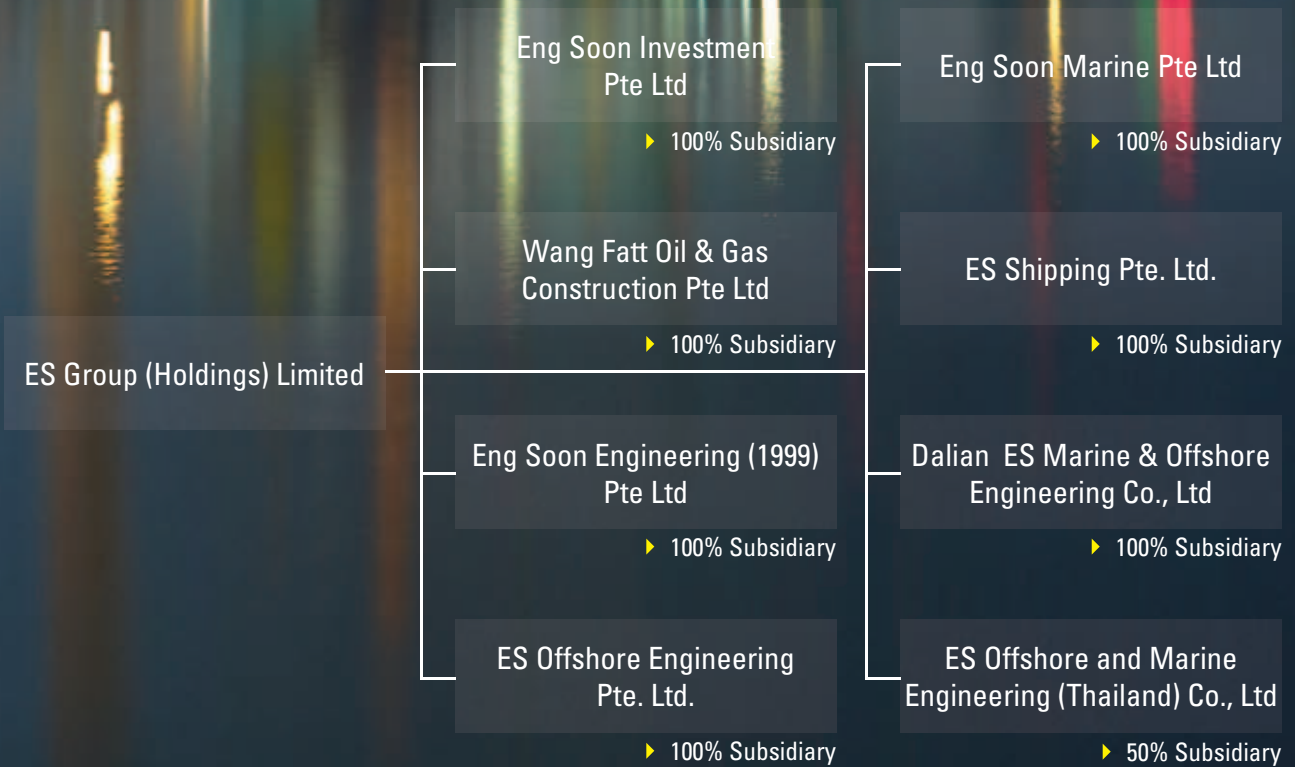 ES Group (Holdings) Limited
Eng Soon Investment
Pte Ltd
100% Subsidiary
Wang Fatt Oil & Gas
Construction Pte Ltd
100% Subsidiary
Eng Soon Engineering (1999)
Pte Ltd
100% Subsidiary
ES Offshore Engineering
Pte. Ltd.
100% Subsidiary
Eng Soon Marine Pte Ltd
100% Subsidiary
ES Shipping Pte. Ltd.
100% Subsidiary
Dalian ES Marine & Offshore
Engineering Co., Ltd
100% Subsidiary
ES Offshore and Marine
Engineering (Thailand) Co., Ltd
50% Subsidiary